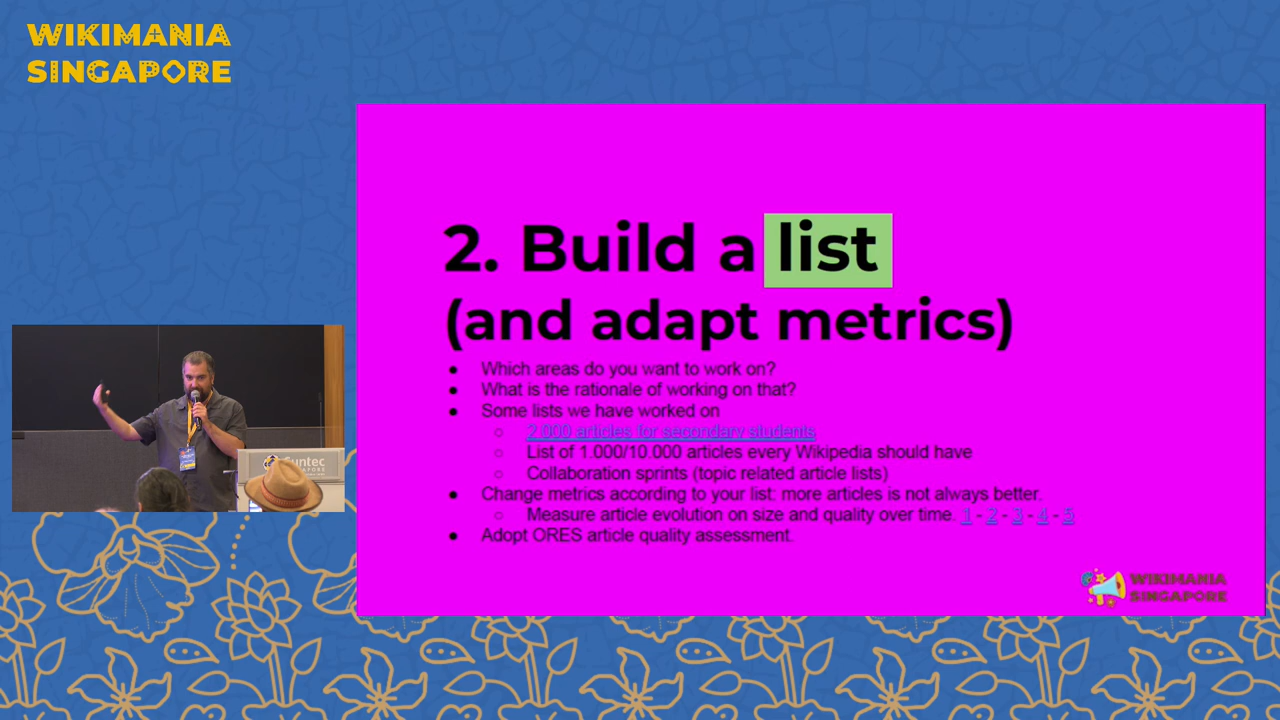 WIKIMANIA
SINGAPORE
2. Build a list
(and adapt metrics)
● Which areas do you want to work on?
● What is the rationale of working on that?
● Some lists we have worked on
○ 2.000 articles for secondary students
○ List of 1.000/10.000 articles every Wikipedia should have
○ Collaboration sprints (topic related article lists)
● Change metrics according to your list: more articles is not always better.
○ Measure article evolution on size and quality over time. 1 - 2 - 3 - 4 - 5
● Adopt ORES article quality assessment.
WIKIMANIA
SINGAPORE